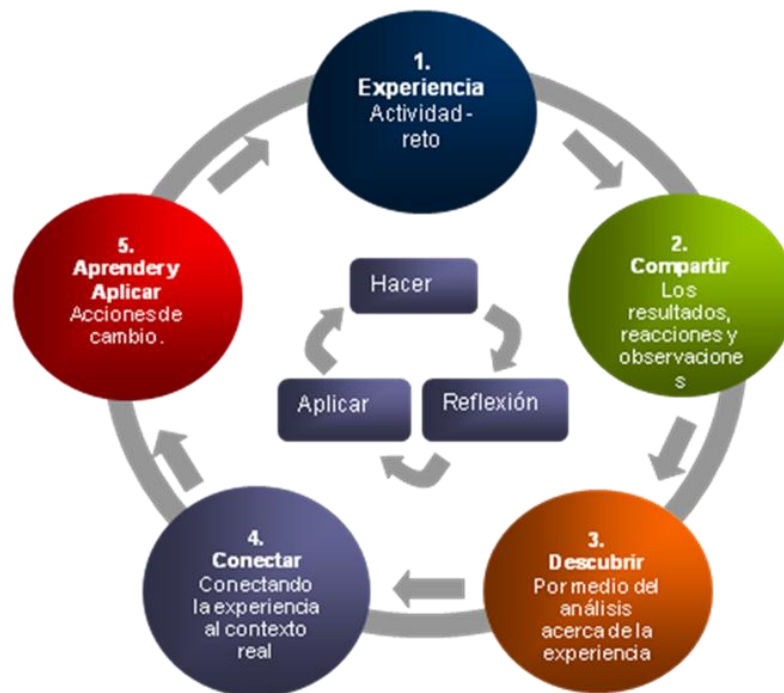 1.
Experiencia
Actividad -
reto
2.
Compartir
Los
resultados,
reacciones y
observacione
s
3.
Descubrir
Por medio del
análisis
acerca de la
experiencia
4.
Conectar
Conectando
la experiencia
al contexto
real
5.
Aprender y
Aplicar
Acciones de
cambio.
Hacer
Reflexión
Aplicar